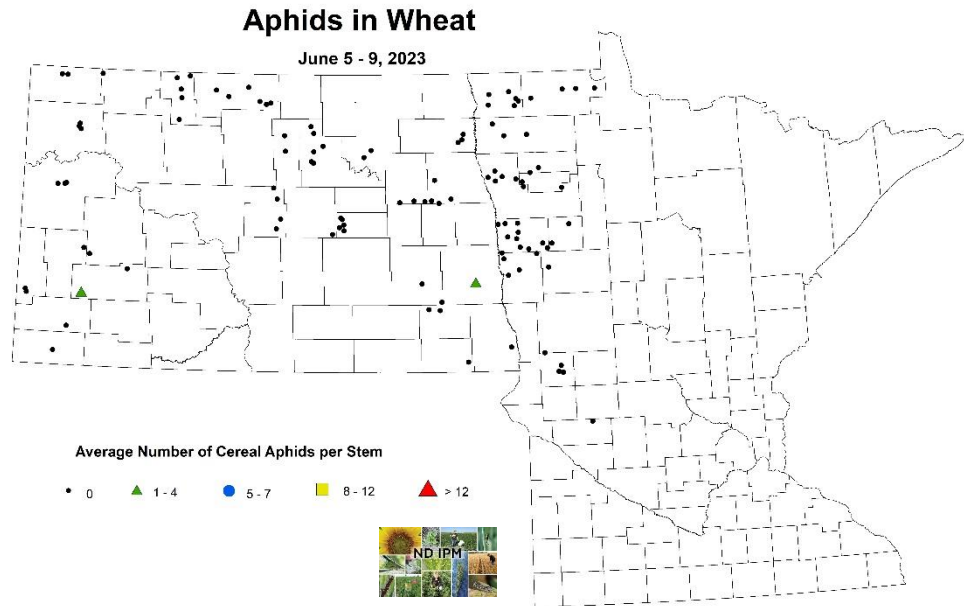 Aphids in Wheat
June 5 - 9, 2023
Average Number of Cereal Aphids per Stem
0 1 - 4 5 - 7 8 - 12 > 12
ND IPM